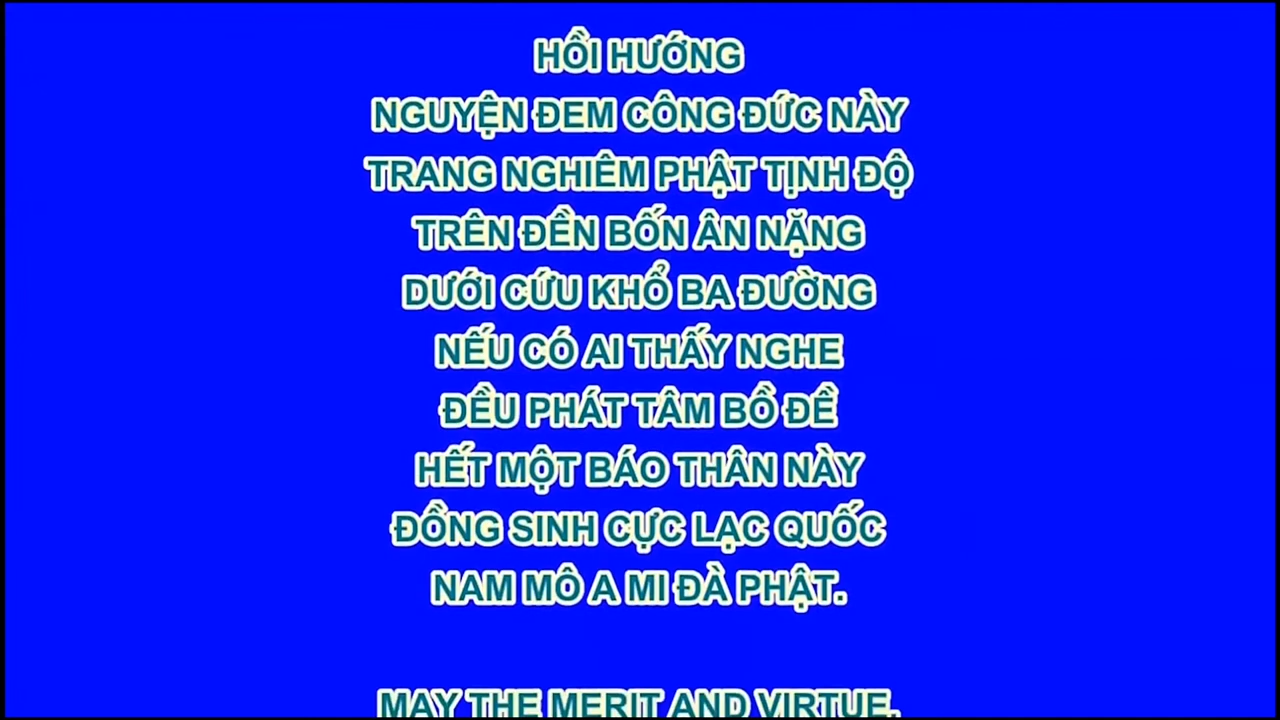 HỒI HƯỚNG
NGUYỆN ĐEM CÔNG ĐỨC NÀY
TRANG NGHIÊM PHẬT TỊNH ĐỘ
TRÊN ĐỀN BỐN ÂN NẶNG
DƯỚI CỨU KHỔ BA ĐƯỜNG
NẾU CÓ AI THẤY NGHE
ĐỀU PHÁT TÂM BỒ ĐỀ
HẾT MỘT BÁO THÂN NÀY
ĐỒNG SINH CỰC LẠC QUỐC
NAM MÔ A MI ĐÀ PHẬT.
MAY THE MERIT AND VIRTUE,